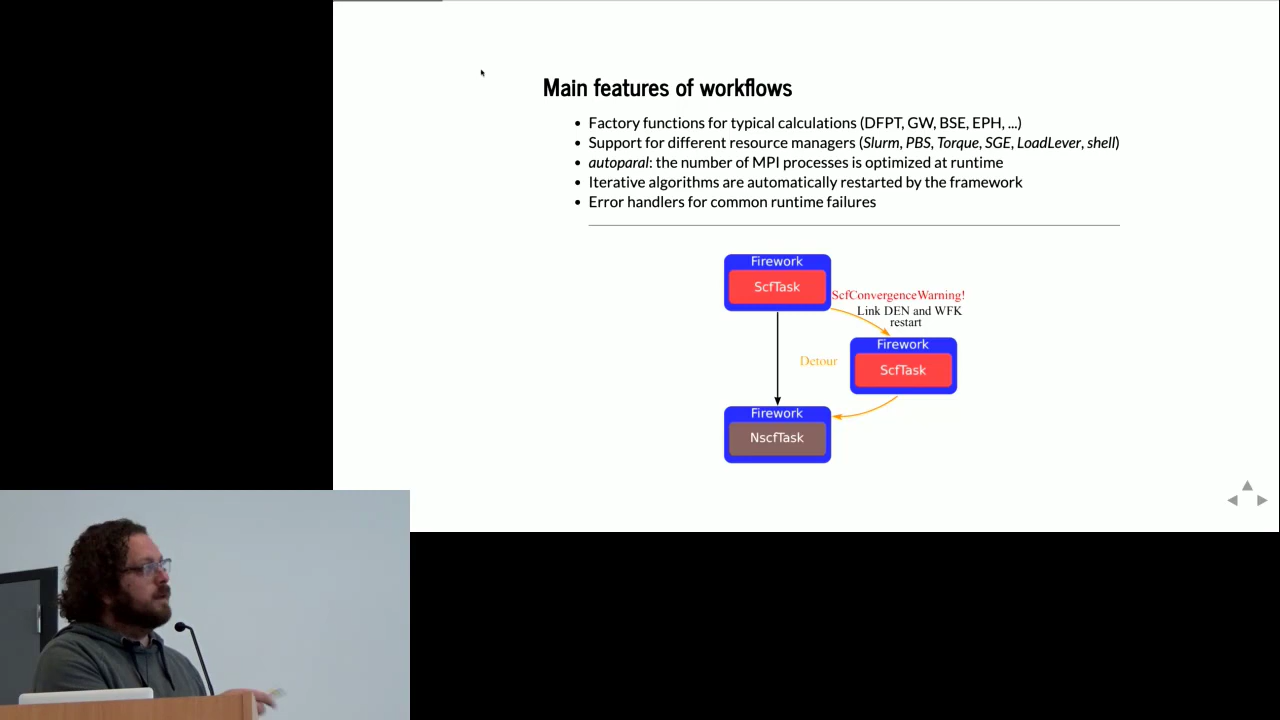 Main features of workflows
• Factory functions for typical calculations (DFPT, GW, BSE, EPH, ...)
• Support for different resource managers (Slurm, PBS, Torque, SGE, LoadLever, shell)
• autoparal: the number of MPI processes is optimized at runtime
• Iterative algorithms are automatically restarted by the framework
• Error handlers for common runtime failures
Firework
ScfTask
ScfConvergenceWarning!
Link DEN and WFK
restart
Firework
ScfTask
Detour
Firework
NscfTask